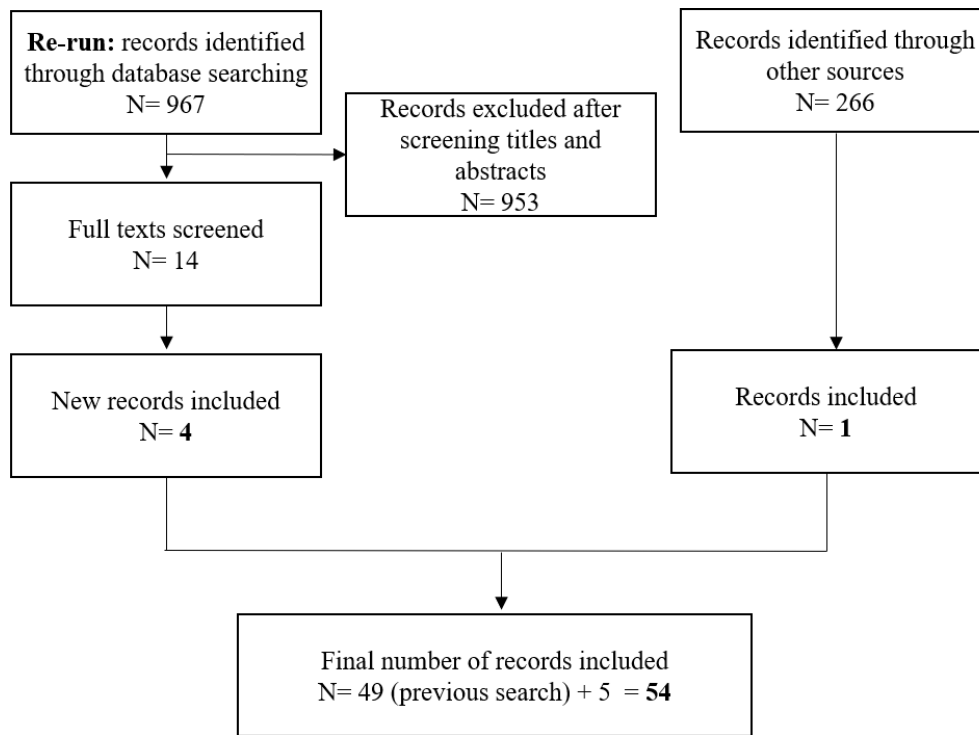 Re-run: records identified
through database searching
N= 967
Records identified through
other sources
N= 266
Records excluded after
screening titles and
abstracts
N= 953
Full texts screened
N= 14
New records included
N= 4
Records included
N= 1
Final number of records included
N= 49 (previous search) + 5 = 54